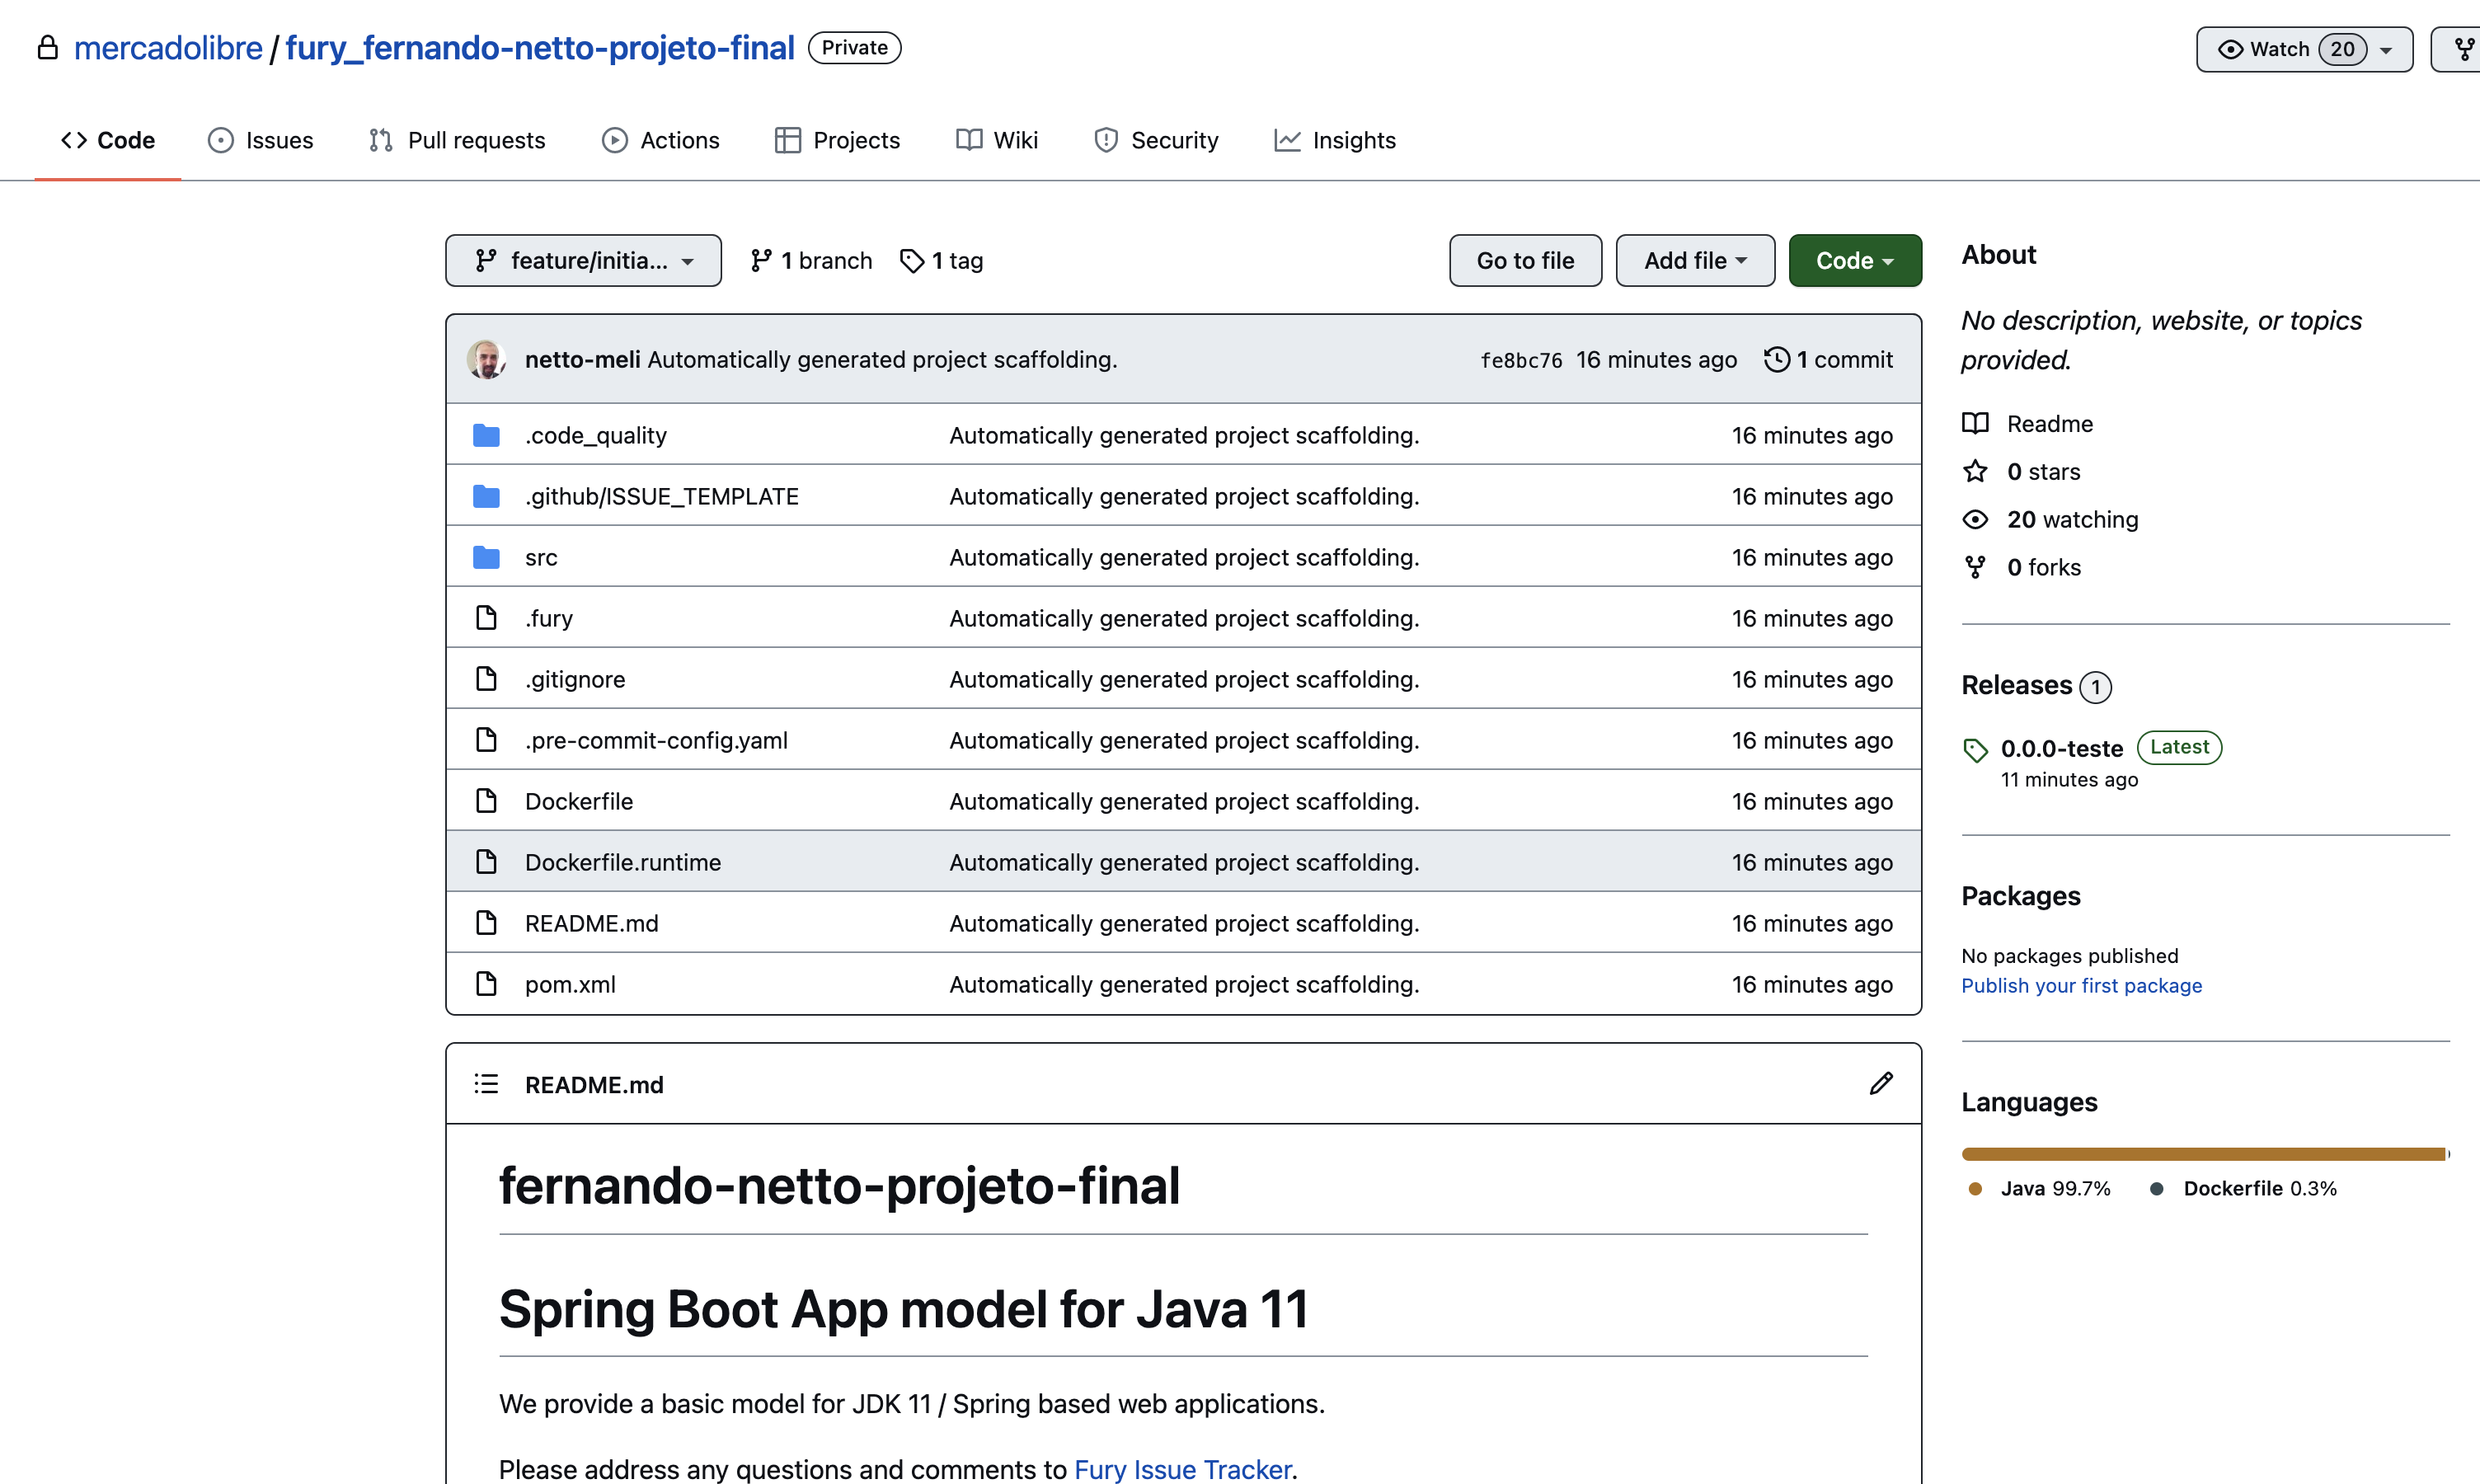 mercadolibre / fury_fernando-netto-projeto-final Private
Watch 20
Code Issues Pull requests Actions Projects Wiki Security Insights
feature/initia... 1 branch 1 tag Go to file Add file Code
netto-meli Automatically generated project scaffolding. fe8bc76 16 minutes ago 1 commit
.code_quality Automatically generated project scaffolding. 16 minutes ago
.github/ISSUE_TEMPLATE Automatically generated project scaffolding. 16 minutes ago
src Automatically generated project scaffolding. 16 minutes ago
.fury Automatically generated project scaffolding. 16 minutes ago
.gitignore Automatically generated project scaffolding. 16 minutes ago
.pre-commit-config.yaml Automatically generated project scaffolding. 16 minutes ago
Dockerfile Automatically generated project scaffolding. 16 minutes ago
Dockerfile.runtime Automatically generated project scaffolding. 16 minutes ago
README.md Automatically generated project scaffolding. 16 minutes ago
pom.xml Automatically generated project scaffolding. 16 minutes ago
README.md
fernando-netto-projeto-final
Spring Boot App model for Java 11
We provide a basic model for JDK 11 / Spring based web applications.
Please address any questions and comments to Fury Issue Tracker.
About
No description, website, or topics
provided.
Readme
0 stars
20 watching
0 forks
Releases 1
0.0.0-teste Latest
11 minutes ago
Packages
No packages published
Publish your first package
Languages
Java 99.7% Dockerfile 0.3%